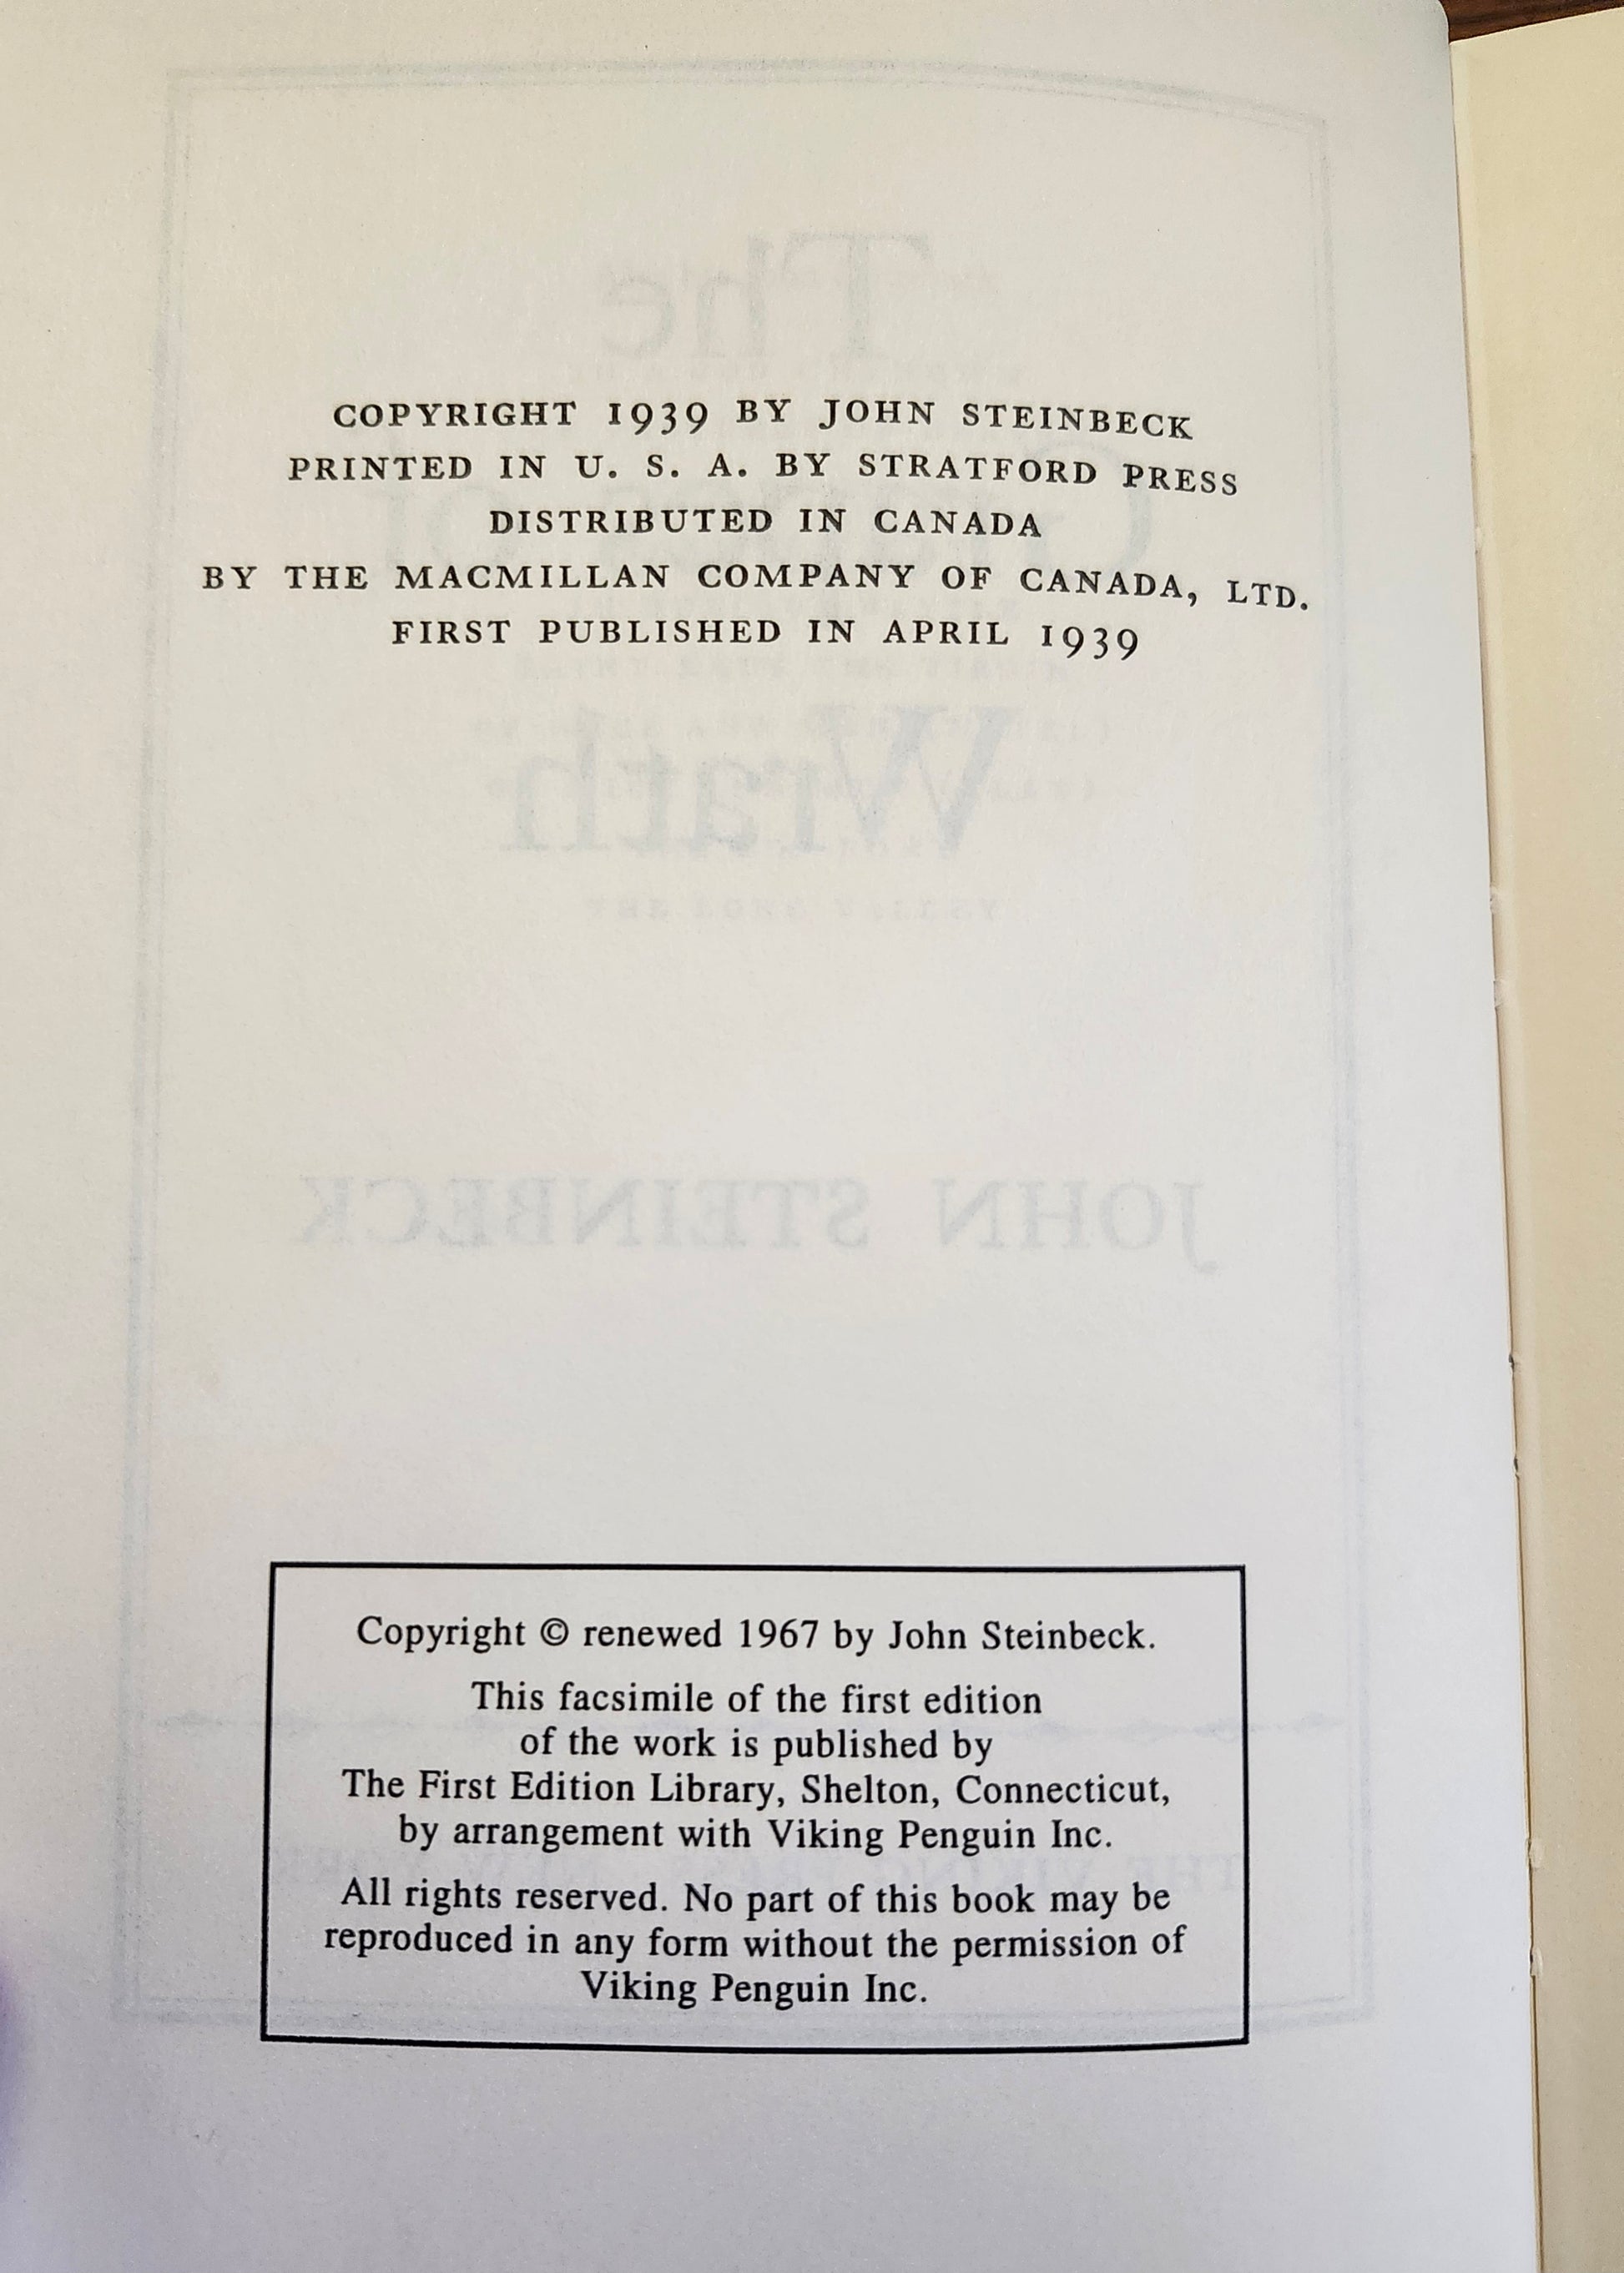 COPYRIGHT 1939 BY JOHN STEINBECK
PRINTED IN U. S. A. BY STRATFORD PRESS
DISTRIBUTED IN CANADA
BY THE MACMILLAN COMPANY OF CANADA, LTD.
FIRST PUBLISHED IN APRIL 1939
The
Wrath
JOHN STEINBECK
Copyright © renewed 1967 by John Steinbeck.
This facsimile of the first edition
of the work is published by
The First Edition Library, Shelton, Connecticut,
by arrangement with Viking Penguin Inc.
All rights reserved. No part of this book may be
reproduced in any form without the permission of
Viking Penguin Inc.